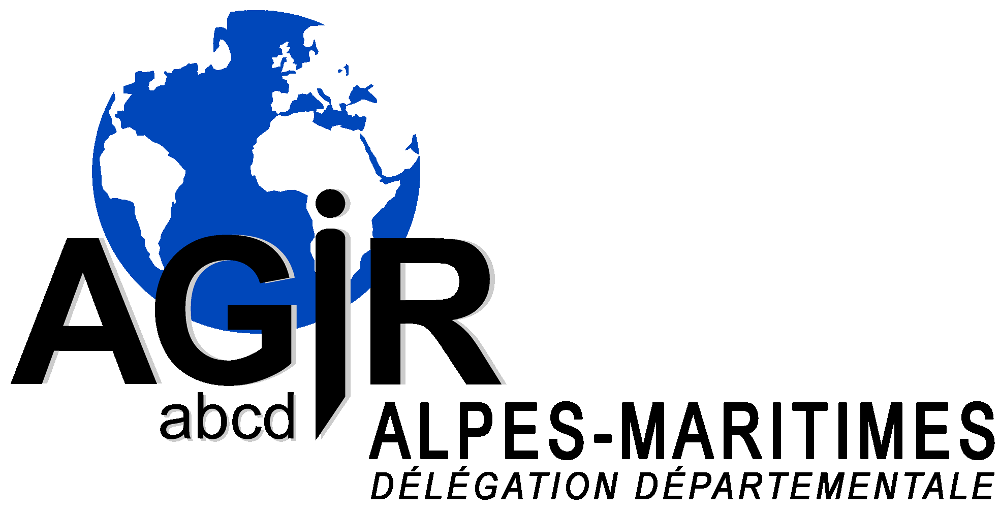 AGiR
abcd
ALPES-MARITIMES
DÉLÉGATION DÉPARTEMENTALE